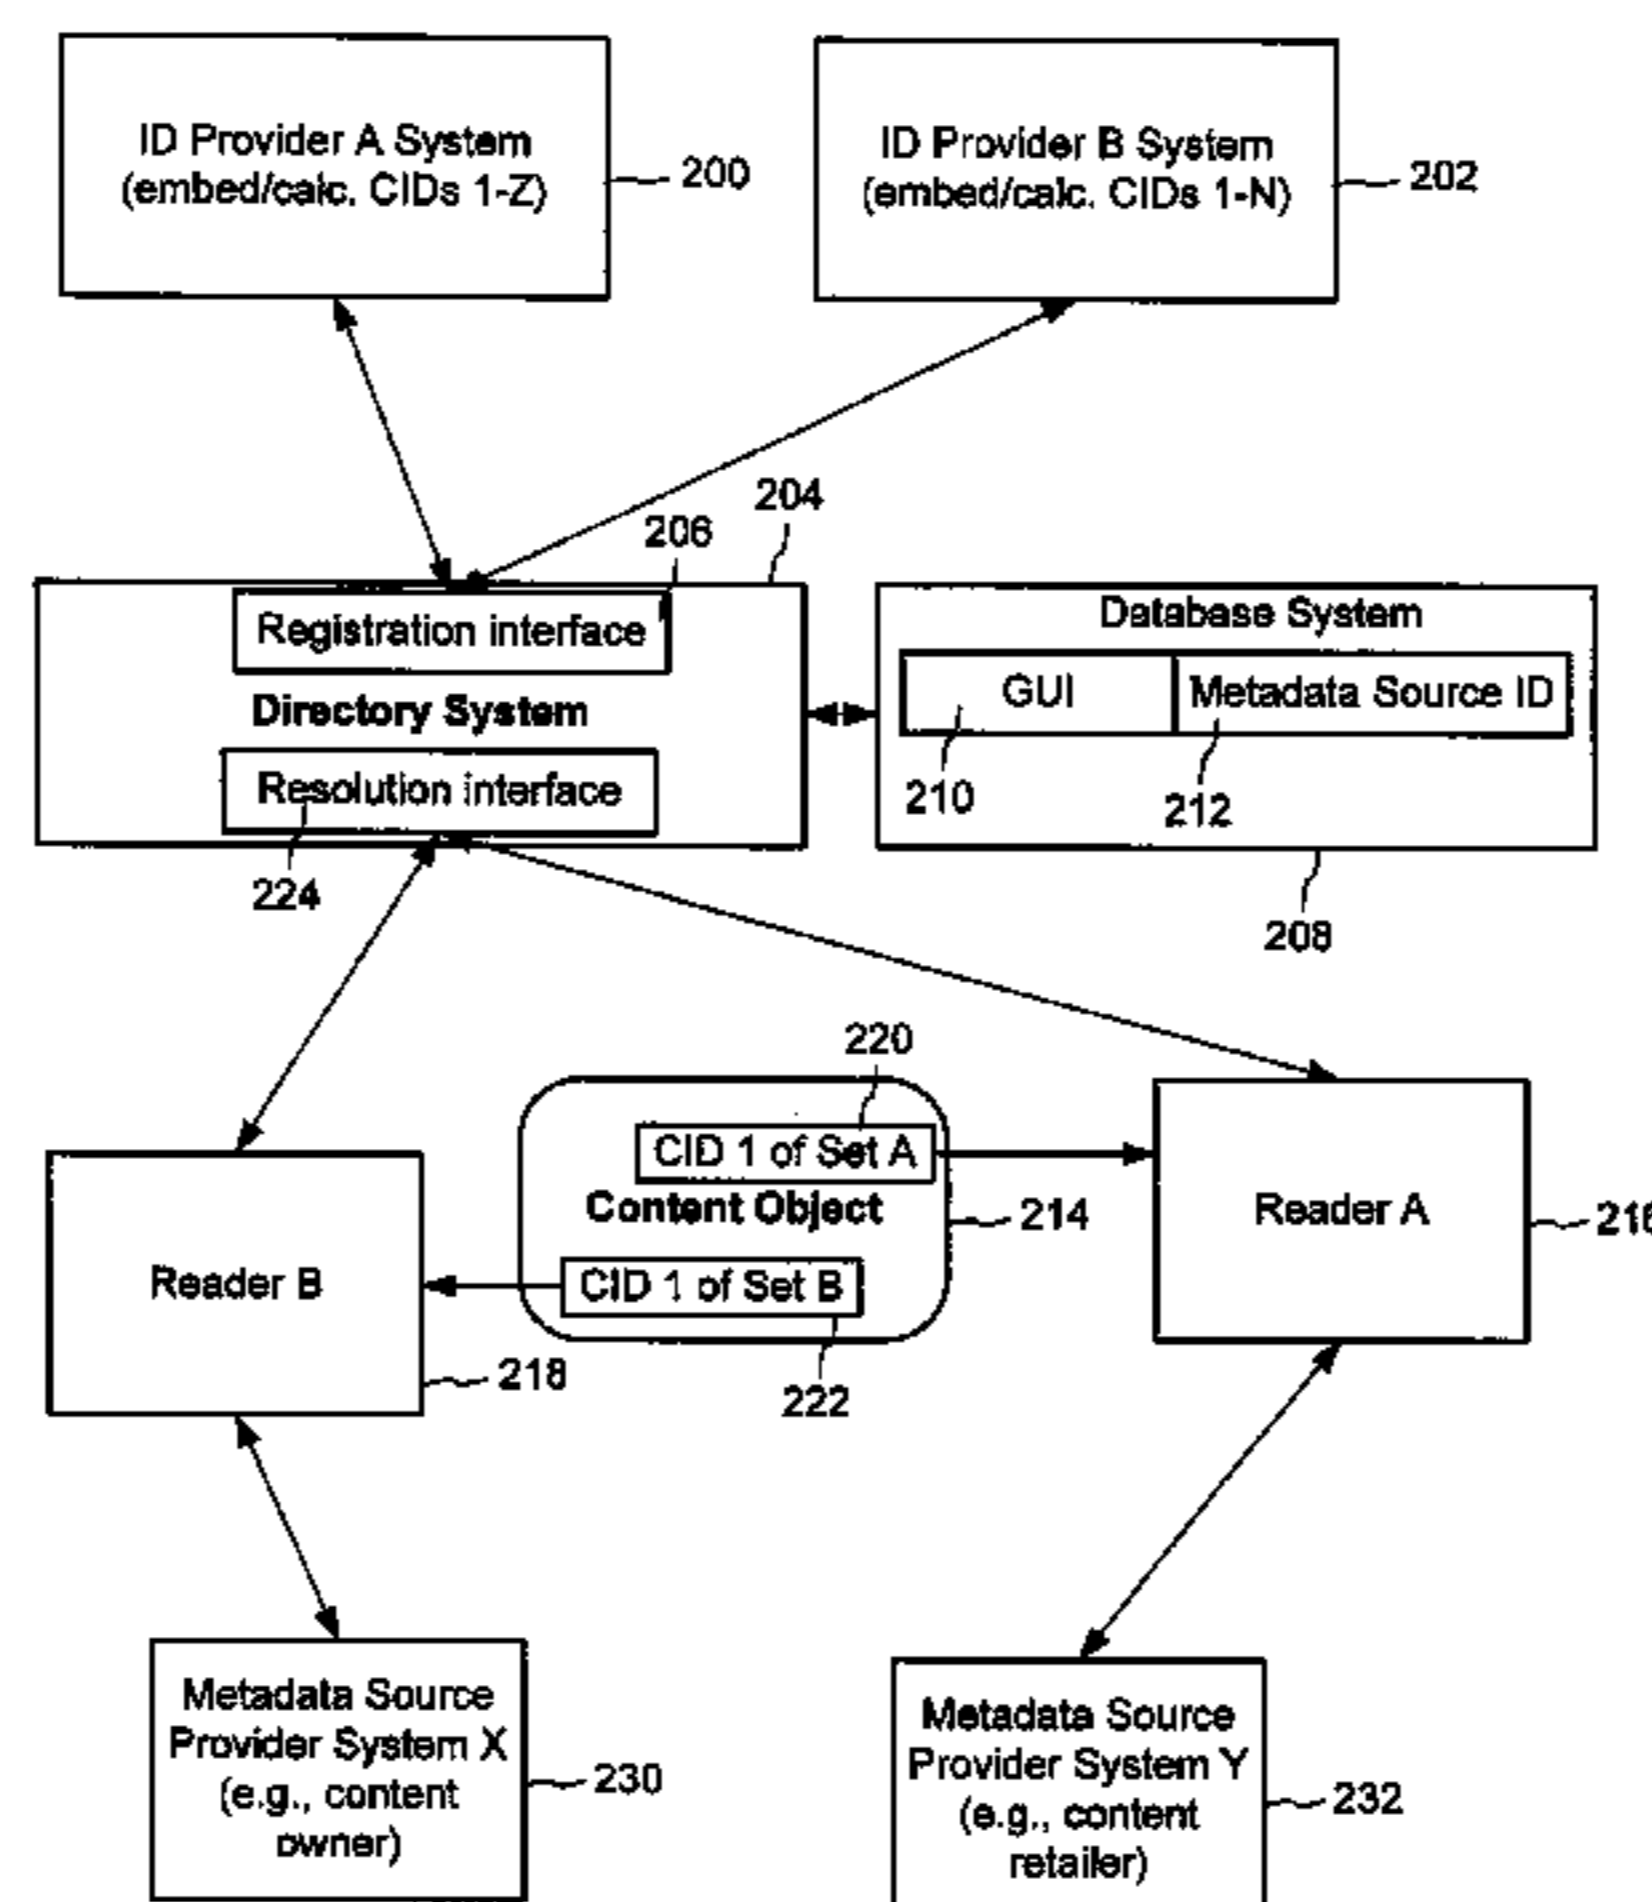 ID Provider A System
(embed/calc. CIDs 1-Z)
200
ID Provider B System
(embed/calc. CIDs 1-N)
202
204
206
Registration interface
Directory System
Resolution interface
224
Database System
GUI
Metadata Source ID
210
212
208
220
CID 1 of Set A
Content Object
214
CID 1 of Set B
222
Reader A
216
Reader B
218
Metadata Source
Provider System X
(e.g., content
owner)
230
Metadata Source
Provider System Y
(e.g., content
retailer)
232